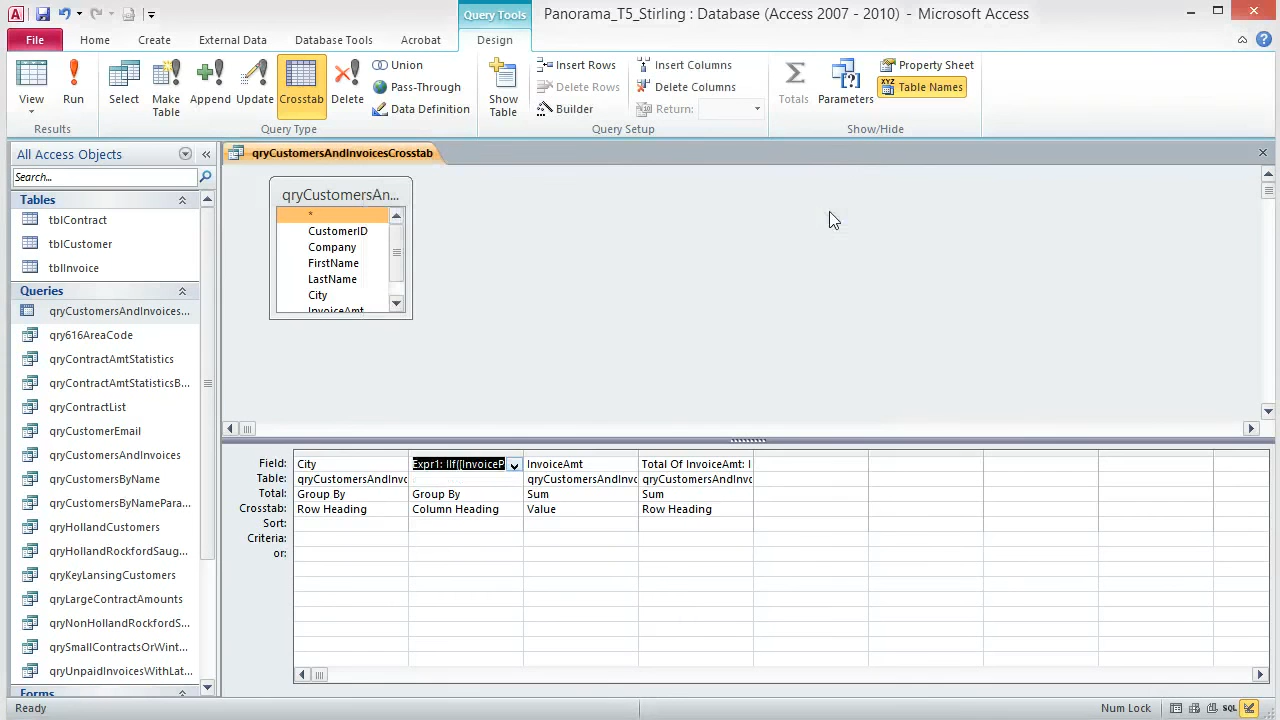 Query Tools
Panorama_T5_Stirling : Database (Access 2007 - 2010) - Microsoft Access
File Home Create External Data Database Tools Acrobat Design
View Run Select Make Table Append Update Crosstab Delete
Union
Pass-Through
Data Definition
Show Table
Insert Rows
Delete Rows
Builder
Insert Columns
Delete Columns
Return:
Totals Parameters
Property Sheet
Table Names
Results Query Type Query Setup Show/Hide
All Access Objects
Search...
Tables
tblContract
tblCustomer
tblInvoice
Queries
qryCustomersAndInvoices...
qry616AreaCode
qryContractAmtStatistics
qryContractAmtStatisticsB...
qryContractList
qryCustomerEmail
qryCustomersAndInvoices
qryCustomersByName
qryCustomersByNamePara...
qryHollandCustomers
qryHollandRockfordSaug...
qryKeyLansingCustomers
qryLargeContractAmounts
qryNonHollandRockfordS...
qrySmallContractsOrWint...
qryUnpaidInvoicesWithLat...
Forms
qryCustomersAndInvoicesCrosstab
qryCustomersAn...
*
CustomerID
Company
FirstName
LastName
City
InvoiceAmt
Field: City Expr1: IIf([InvoiceP InvoiceAmt Total Of InvoiceAmt: I
Table: qryCustomersAndInvo qryCustomersAndInvo qryCustomersAndInvo
Total: Group By Group By Sum Sum
Crosstab: Row Heading Column Heading Value Row Heading
Sort:
Criteria:
or:
Ready Num Lock SQL